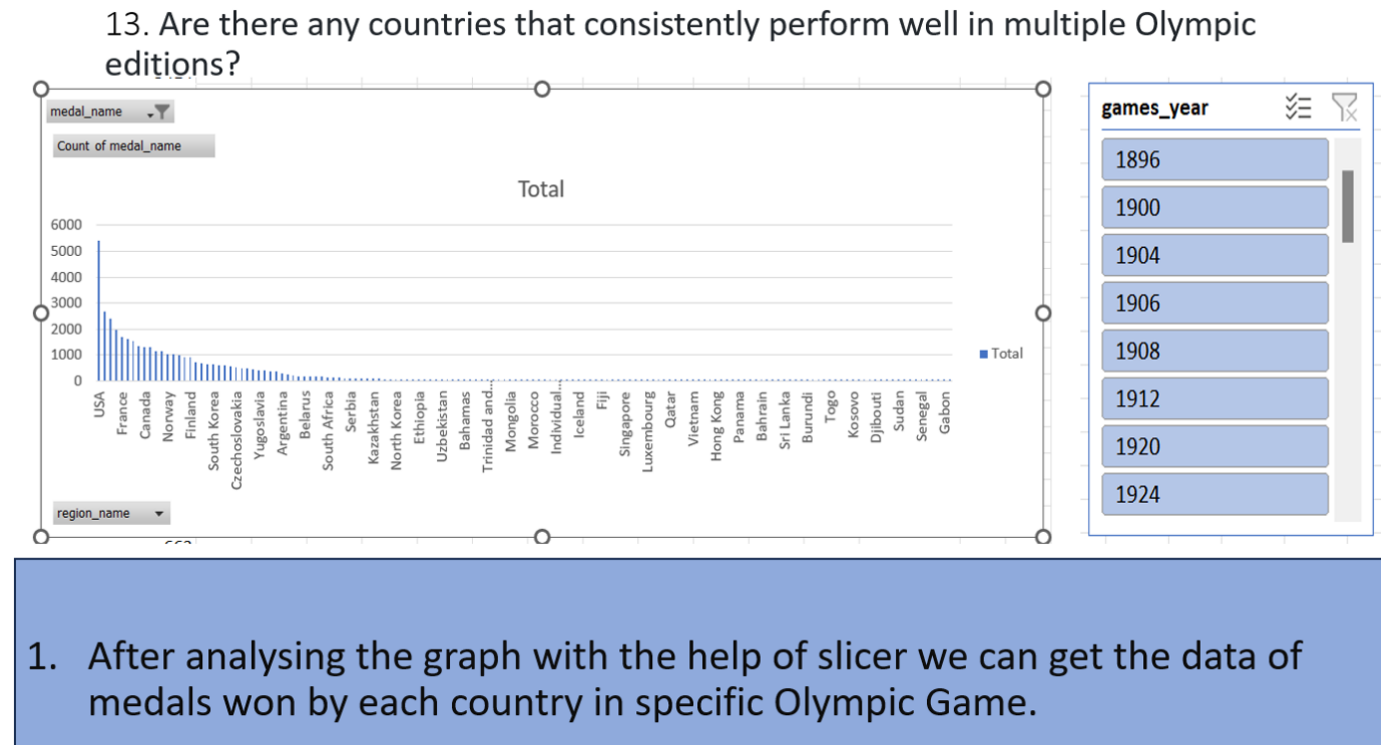 13. Are there any countries that consistently perform well in multiple Olympic
editions?
medal_name
Count of medal_name
Total
6000
5000
4000
3000
2000
1000
0
Total
USA
France
Canada
Norway
Finland
South Korea
Czechoslovakia
Yugoslavia
Argentina
Belarus
South Africa
Serbia
Kazakhstan
North Korea
Ethiopia
Uzbekistan
Bahamas
Trinidad and...
Mongolia
Morocco
Individual...
Iceland
Fiji
Singapore
Luxembourg
Qatar
Vietnam
Hong Kong
Panama
Bahrain
Sri Lanka
Burundi
Togo
Kosovo
Djibouti
Sudan
Senegal
Gabon
region_name
games_year
1896
1900
1904
1906
1908
1912
1920
1924
1. After analysing the graph with the help of slicer we can get the data of
medals won by each country in specific Olympic Game.